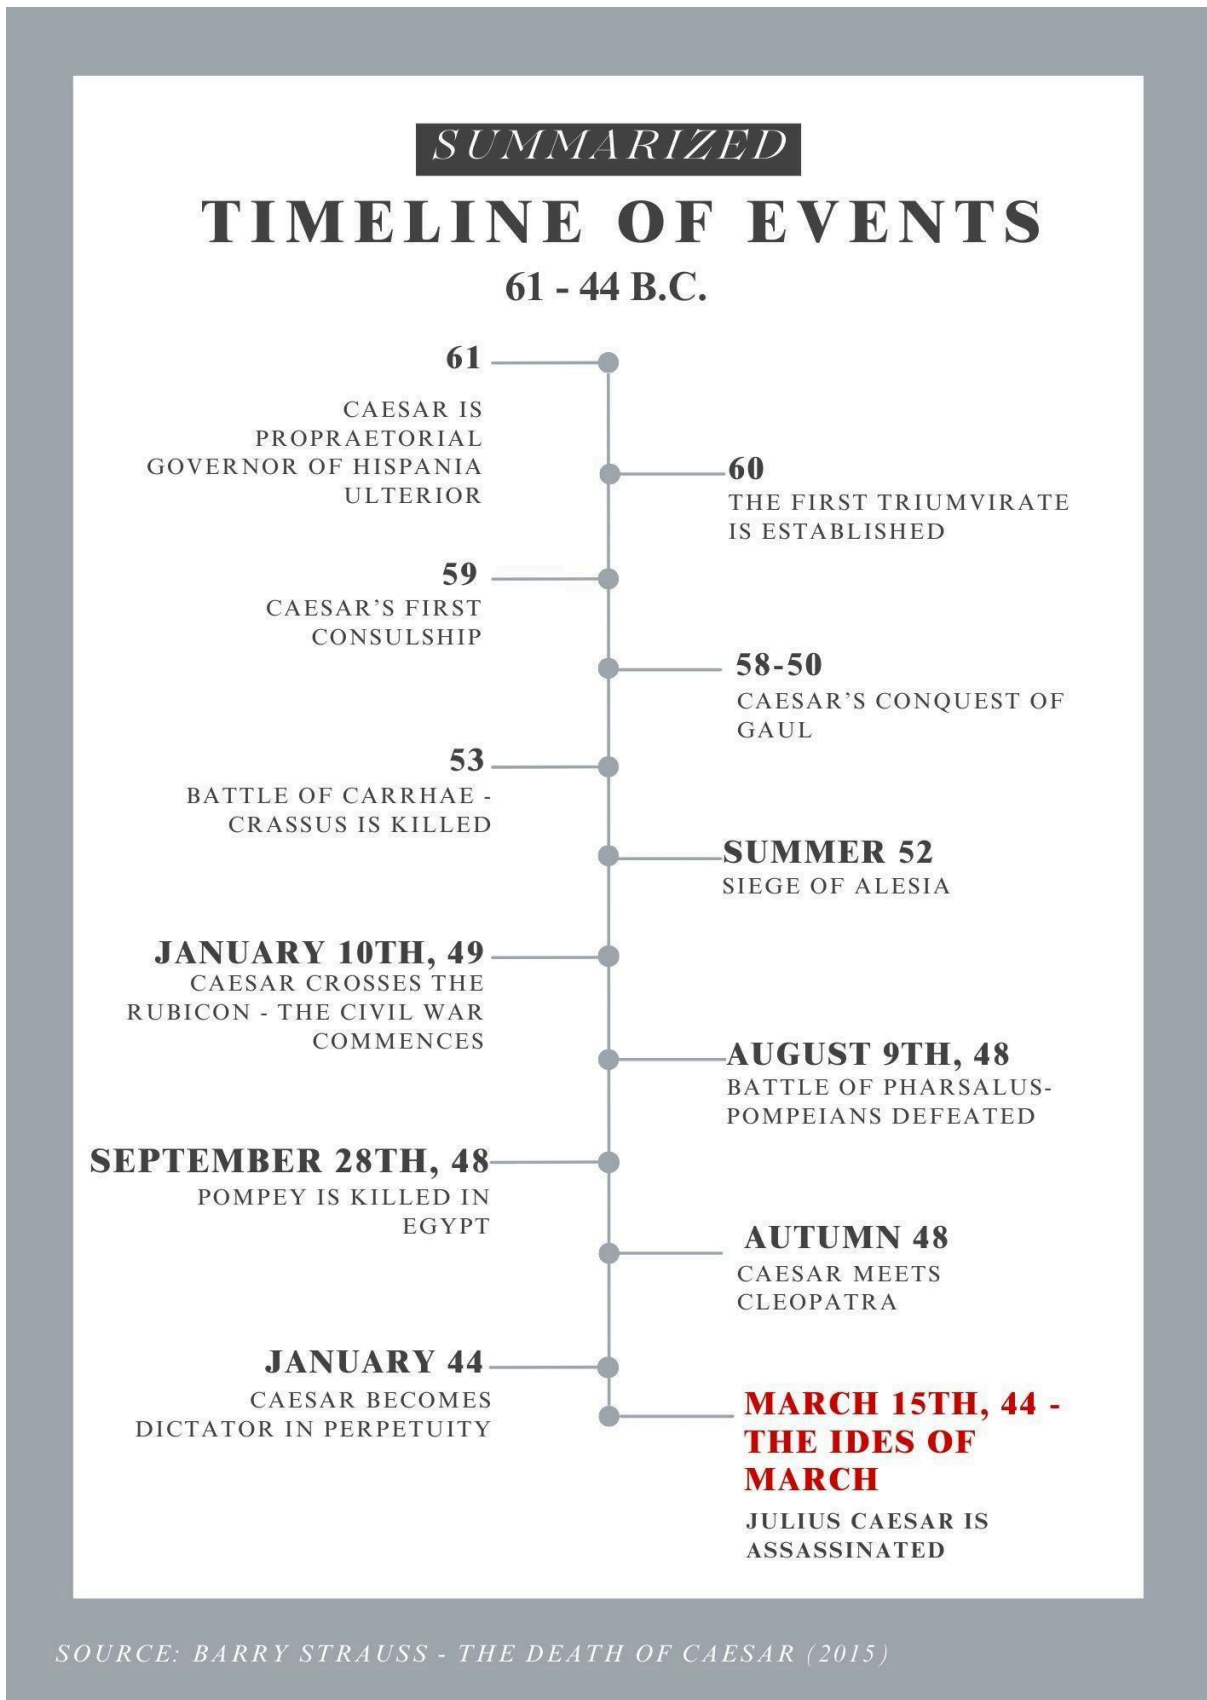 SUMMARIZED
TIMELINE OF EVENTS
61 - 44 B.C.
61
CAESAR IS
PROPRAETORIAL
GOVERNOR OF HISPANIA
ULTERIOR
60
THE FIRST TRIUMVIRATE
IS ESTABLISHED
59
CAESAR’S FIRST
CONSULSHIP
58-50
CAESAR’S CONQUEST OF
GAUL
53
BATTLE OF CARRHAE -
CRASSUS IS KILLED
SUMMER 52
SIEGE OF ALESIA
JANUARY 10TH, 49
CAESAR CROSSES THE
RUBICON - THE CIVIL WAR
COMMENCES
AUGUST 9TH, 48
BATTLE OF PHARSALUS-
POMPEIANS DEFEATED
SEPTEMBER 28TH, 48
POMPEY IS KILLED IN
EGYPT
AUTUMN 48
CAESAR MEETS
CLEOPATRA
JANUARY 44
CAESAR BECOMES
DICTATOR IN PERPETUITY
MARCH 15TH, 44 -
THE IDES OF
MARCH
JULIUS CAESAR IS
ASSASSINATED
SOURCE: BARRY STRAUSS - THE DEATH OF CAESAR (2015)